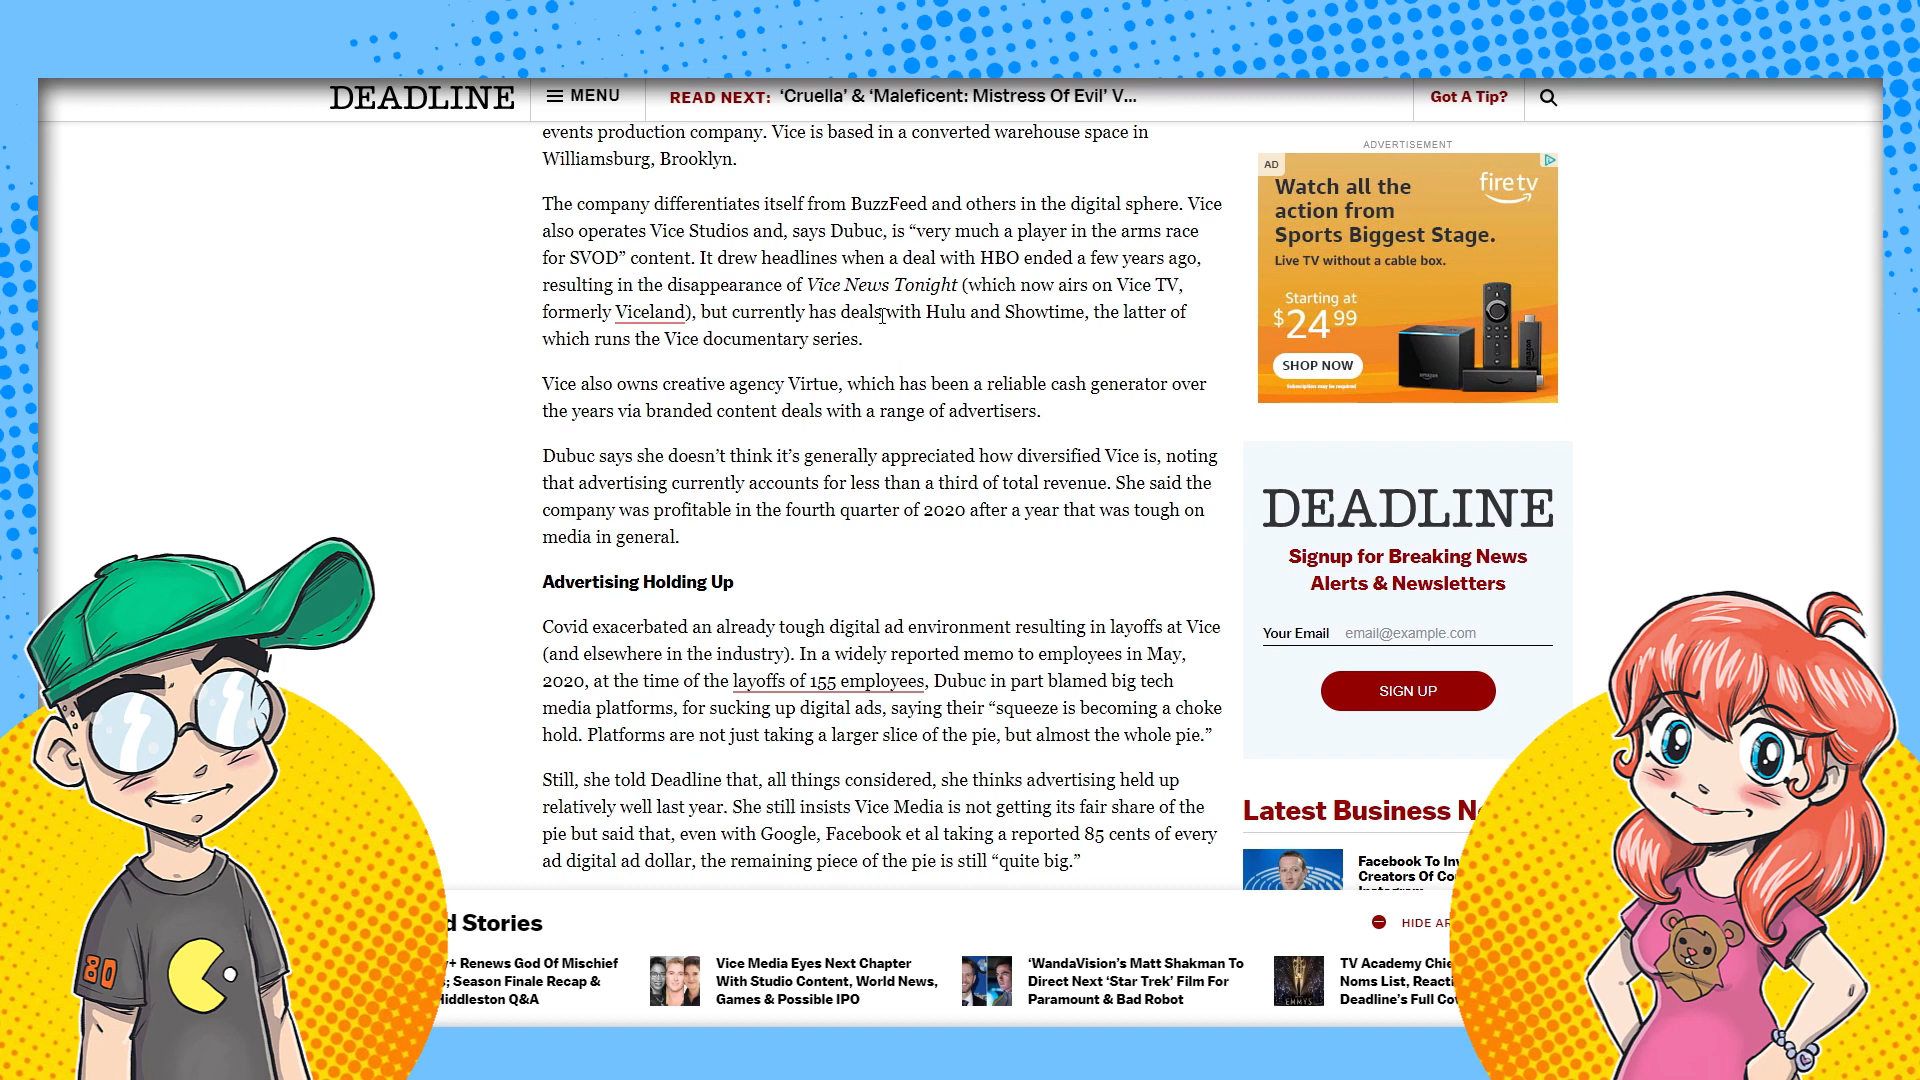 DEADLINE
MENU
READ NEXT: ‘Cruella’ & ‘Maleficent: Mistress Of Evil’ V...
Got A Tip?
events production company. Vice is based in a converted warehouse space in
Williamsburg, Brooklyn.
The company differentiates itself from BuzzFeed and others in the digital sphere. Vice
also operates Vice Studios and, says Dubuc, is “very much a player in the arms race
for SVOD” content. It drew headlines when a deal with HBO ended a few years ago,
resulting in the disappearance of Vice News Tonight (which now airs on Vice TV,
formerly Viceland), but currently has deals with Hulu and Showtime, the latter of
which runs the Vice documentary series.
Vice also owns creative agency Virtue, which has been a reliable cash generator over
the years via branded content deals with a range of advertisers.
Dubuc says she doesn’t think it’s generally appreciated how diversified Vice is, noting
that advertising currently accounts for less than a third of total revenue. She said the
company was profitable in the fourth quarter of 2020 after a year that was tough on
media in general.
Advertising Holding Up
Covid exacerbated an already tough digital ad environment resulting in layoffs at Vice
(and elsewhere in the industry). In a widely reported memo to employees in May,
2020, at the time of the layoffs of 155 employees, Dubuc in part blamed big tech
media platforms, for sucking up digital ads, saying their “squeeze is becoming a choke
hold. Platforms are not just taking a larger slice of the pie, but almost the whole pie.”
Still, she told Deadline that, all things considered, she thinks advertising held up
relatively well last year. She still insists Vice Media is not getting its fair share of the
pie but said that, even with Google, Facebook et al taking a reported 85 cents of every
ad digital ad dollar, the remaining piece of the pie is still “quite big.”
ADVERTISEMENT
AD
Watch all the
action from
Sports Biggest Stage.
Live TV without a cable box.
fire tv
Starting at
$24 99
SHOP NOW
Subscription may be required
DEADLINE
Signup for Breaking News
Alerts & Newsletters
Your Email email@example.com
SIGN UP
Latest Business N
Facebook To
Creators Of
d Stories
HIDE
+ Renews God Of Mischief
; Season Finale Recap &
iddleston Q&A
Vice Media Eyes Next Chapter
With Studio Content, World News,
Games & Possible IPO
‘WandaVision’s Matt Shakman To
Direct Next ‘Star Trek’ Film For
Paramount & Bad Robot
EMMYS
TV Academy
Noms List,
Deadline’s Full
80